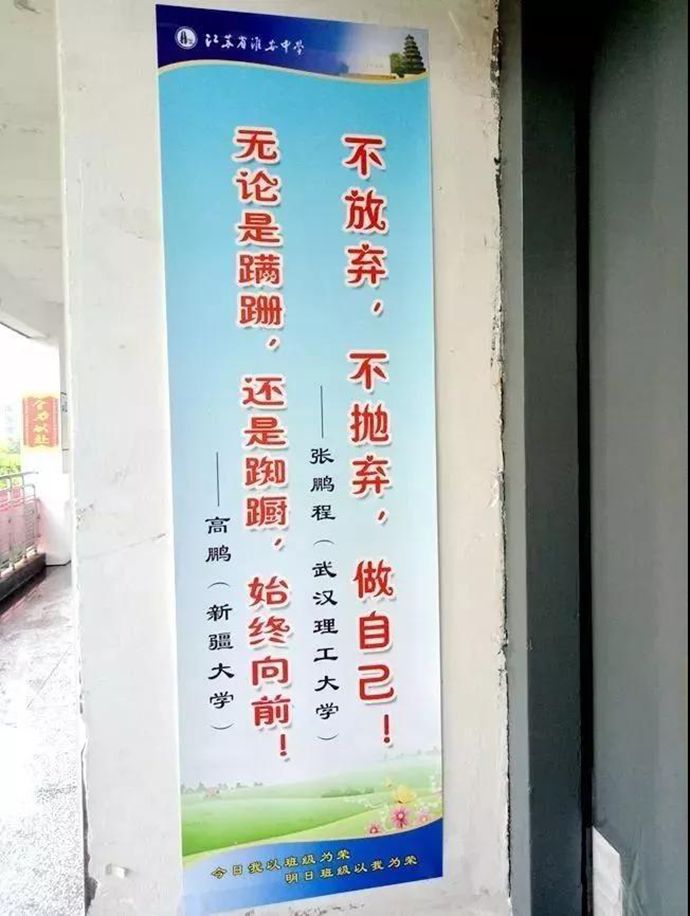 江苏省淮安中学
不放弃，不抛弃，做自己！
——张鹏程（武汉理工大学）
无论是蹒跚，还是踟蹰，始终向前！
——高鹏（新疆大学）
今日我以班级为荣
明日班级以我为荣